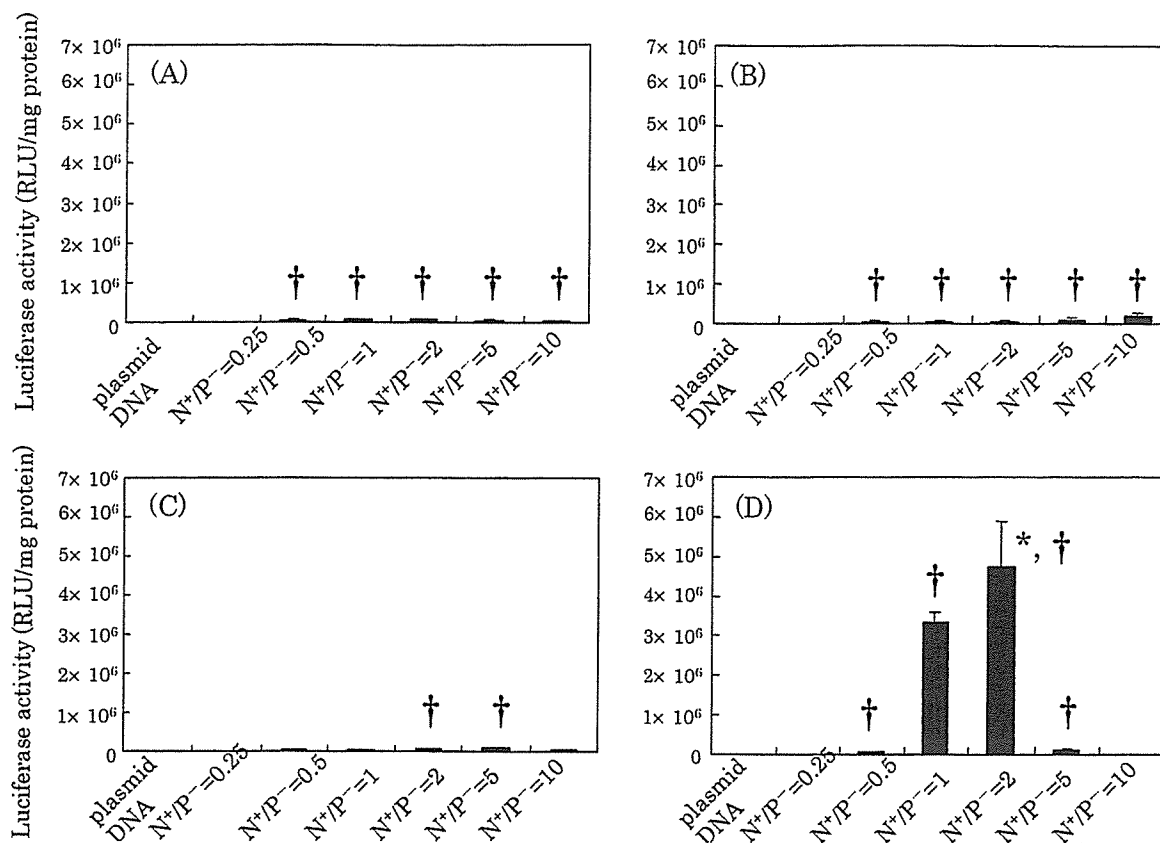 Luciferase activity (RLU/mg protein)
(A)
7× 10⁶
6× 10⁶
5× 10⁶
4× 10⁶
3× 10⁶
2× 10⁶
1× 10⁶
0
† † † † †
plasmid DNA
N⁺/P⁻=0.25
N⁺/P⁻=0.5
N⁺/P⁻=1
N⁺/P⁻=2
N⁺/P⁻=5
N⁺/P⁻=10
(B)
7× 10⁶
6× 10⁶
5× 10⁶
4× 10⁶
3× 10⁶
2× 10⁶
1× 10⁶
0
† † † † †
plasmid DNA
N⁺/P⁻=0.25
N⁺/P⁻=0.5
N⁺/P⁻=1
N⁺/P⁻=2
N⁺/P⁻=5
N⁺/P⁻=10
Luciferase activity (RLU/mg protein)
(C)
7× 10⁶
6× 10⁶
5× 10⁶
4× 10⁶
3× 10⁶
2× 10⁶
1× 10⁶
0
† †
plasmid DNA
N⁺/P⁻=0.25
N⁺/P⁻=0.5
N⁺/P⁻=1
N⁺/P⁻=2
N⁺/P⁻=5
N⁺/P⁻=10
(D)
7× 10⁶
6× 10⁶
5× 10⁶
4× 10⁶
3× 10⁶
2× 10⁶
1× 10⁶
0
† † *, † †
plasmid DNA
N⁺/P⁻=0.25
N⁺/P⁻=0.5
N⁺/P⁻=1
N⁺/P⁻=2
N⁺/P⁻=5
N⁺/P⁻=10